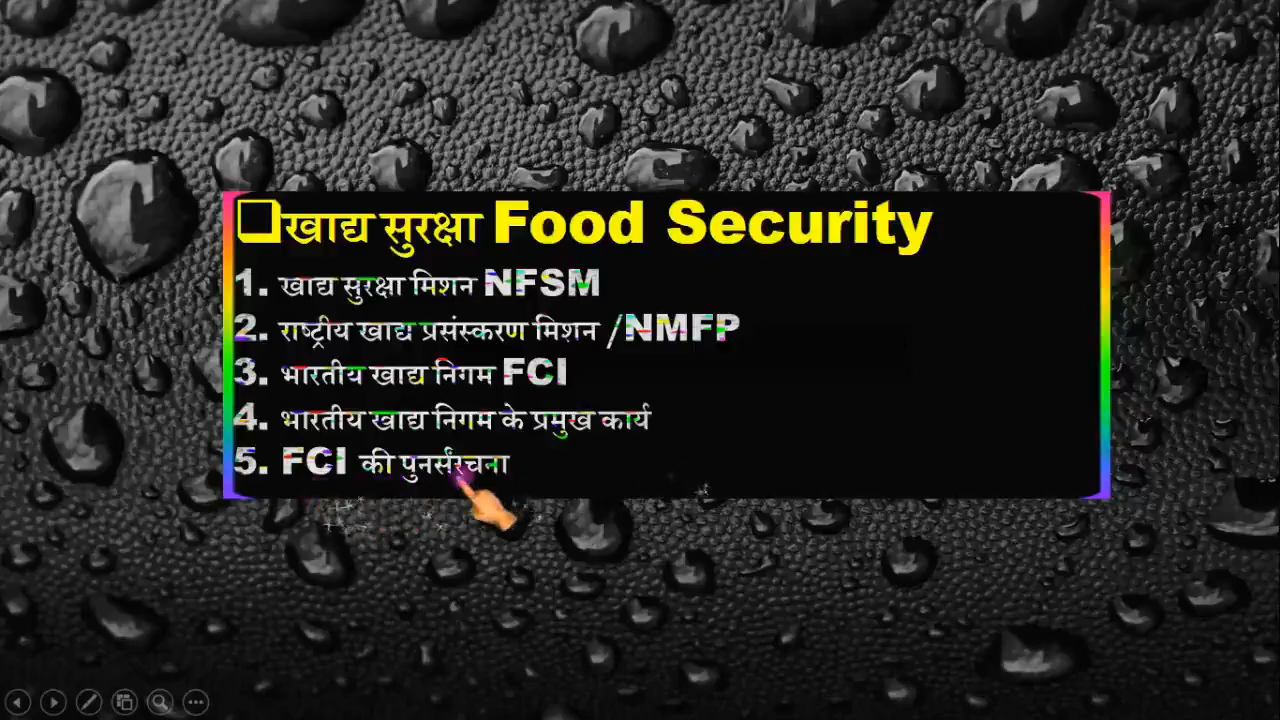 ❑खाद्य सुरक्षा Food Security
1. खाद्य सुरक्षा मिशन NFSM
2. राष्ट्रीय खाद्य प्रसंस्करण मिशन /NMFP
3. भारतीय खाद्य निगम FCI
4. भारतीय खाद्य निगम के प्रमुख कार्य
5. FCI की पुनर्संरचना